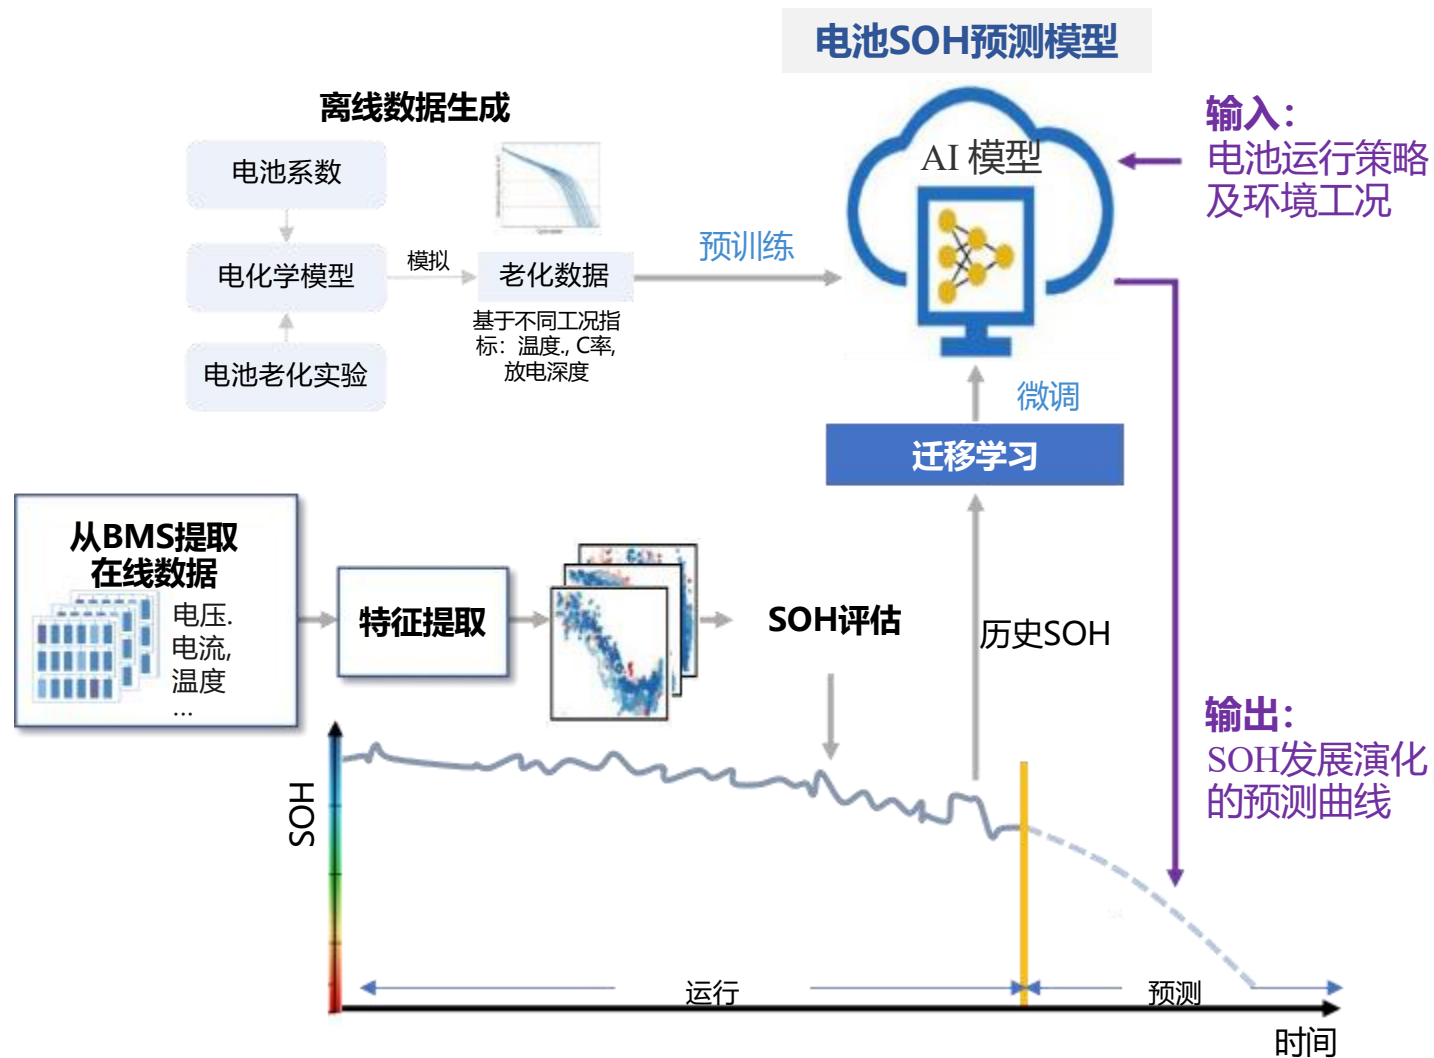 电池SOH预测模型
离线数据生成
电池系数
电化学模型
电池老化实验
模拟
老化数据
基于不同工况指
标：温度., C率,
放电深度
预训练
AI 模型
输入：
电池运行策略
及环境工况
微调
迁移学习
从BMS提取
在线数据
电压.
电流,
温度
...
特征提取
SOH评估
历史SOH
输出：
SOH发展演化
的预测曲线
SOH
运行
预测
时间